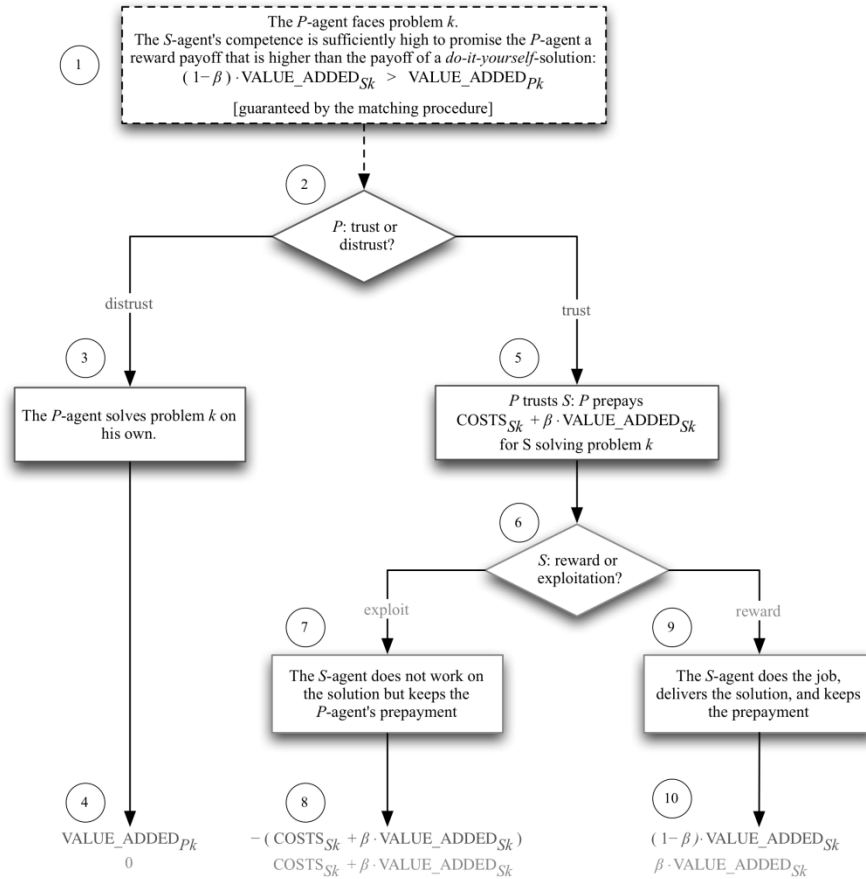 1
The P-agent faces problem k.
The S-agent's competence is sufficiently high to promise the P-agent a
reward payoff that is higher than the payoff of a do-it-yourself-solution:
(1−β)·VALUE_ADDED_Sk > VALUE_ADDED_Pk
[guaranteed by the matching procedure]
2
P: trust or
distrust?
distrust
trust
3
The P-agent solves problem k on
his own.
5
P trusts S: P prepays
COSTS_Sk + β·VALUE_ADDED_Sk
for S solving problem k
6
S: reward or
exploitation?
exploit
reward
7
The S-agent does not work on
the solution but keeps the
P-agent's prepayment
9
The S-agent does the job,
delivers the solution, and keeps
the prepayment
4
VALUE_ADDED_Pk
0
8
−(COSTS_Sk + β·VALUE_ADDED_Sk)
COSTS_Sk + β·VALUE_ADDED_Sk
10
(1−β)·VALUE_ADDED_Sk
β·VALUE_ADDED_Sk